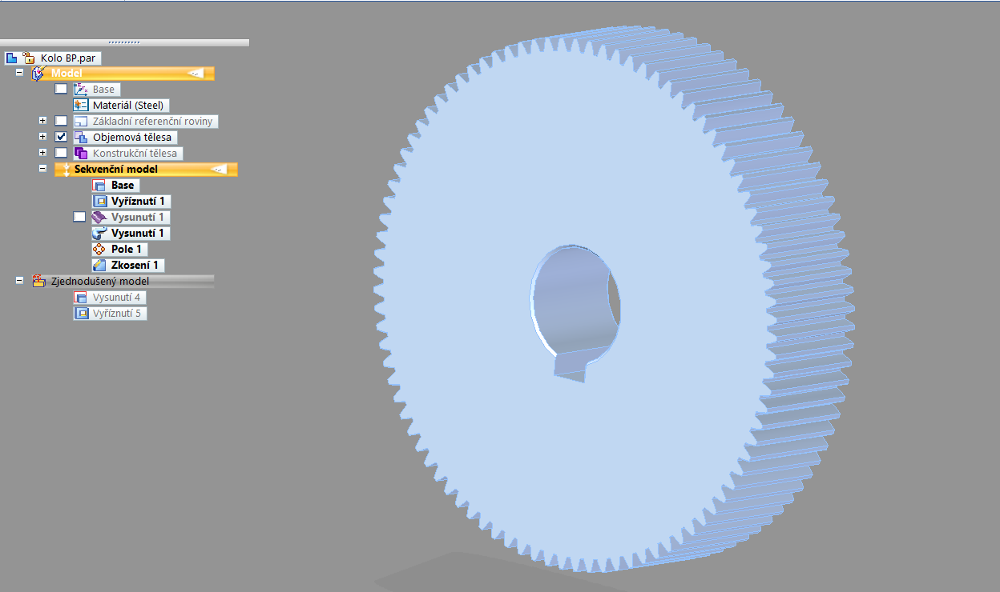 Kolo BP.par
Model
Base
Materiál (Steel)
Základní referenční roviny
Objemová tělesa
Konstrukční tělesa
Sekvenční model
Base
Vyříznutí 1
Vysunutí 1
Vysunutí 1
Pole 1
Zkosení 1
Zjednodušený model
Vysunutí 4
Vyříznutí 5